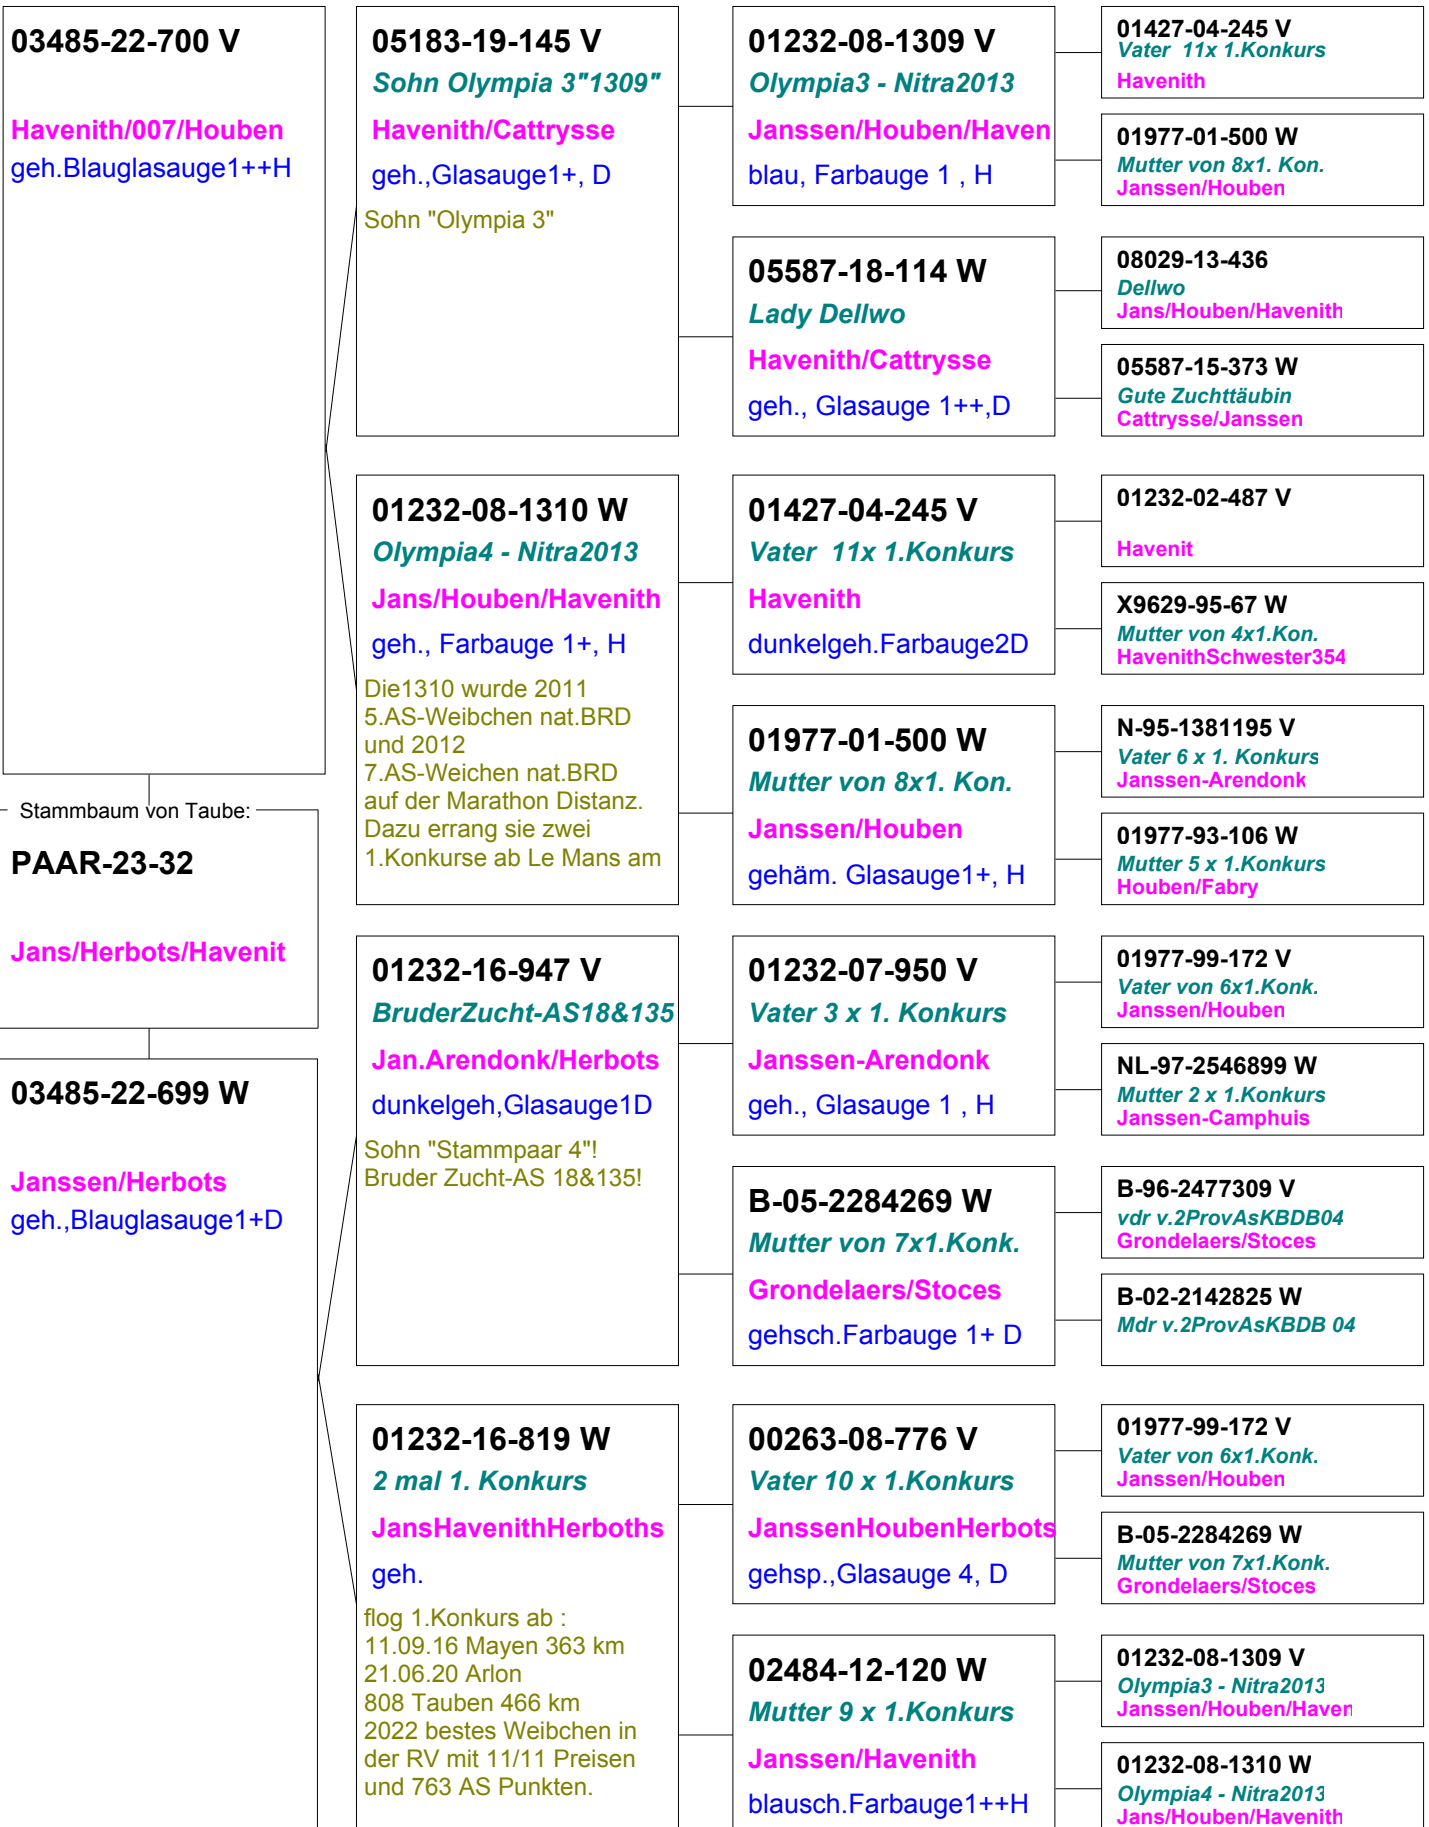 03485-22-700 V
Havenith/007/Houben
geh.Blauglasauge1++H
Stammbaum von Taube:
PAAR-23-32
Jans/Herbots/Havenit
03485-22-699 W
Janssen/Herbots
geh.,Blauglasauge1+D
05183-19-145 V
Sohn Olympia 3"1309"
Havenith/Cattrysse
geh.,Glasauge1+, D
Sohn "Olympia 3"
01232-08-1310 W
Olympia4 - Nitra2013
Jans/Houben/Havenith
geh., Farbauge 1+, H
Die1310 wurde 2011
5.AS-Weibchen nat.BRD
und 2012
7.AS-Weichen nat.BRD
auf der Marathon Distanz.
Dazu errang sie zwei
1.Konkurse ab Le Mans am
01232-16-947 V
BruderZucht-AS18&135
Jan.Arendonk/Herbots
dunkelgeh,Glasauge1D
Sohn "Stammpaar 4"!
Bruder Zucht-AS 18&135!
01232-16-819 W
2 mal 1. Konkurs
JansHavenithHerboths
geh.
flog 1.Konkurs ab :
11.09.16 Mayen 363 km
21.06.20 Arlon
808 Tauben 466 km
2022 bestes Weibchen in
der RV mit 11/11 Preisen
und 763 AS Punkten.
01232-08-1309 V
Olympia3 - Nitra2013
Janssen/Houben/Haven
blau, Farbauge 1 , H
05587-18-114 W
Lady Dellwo
Havenith/Cattrysse
geh., Glasauge 1++,D
01427-04-245 V
Vater 11x 1.Konkurs
Havenith
dunkelgeh.Farbauge2D
01977-01-500 W
Mutter von 8x1. Kon.
Janssen/Houben
gehäm. Glasauge1+, H
01232-07-950 V
Vater 3 x 1. Konkurs
Janssen-Arendonk
geh., Glasauge 1 , H
B-05-2284269 W
Mutter von 7x1.Konk.
Grondelaers/Stoces
gehsch.Farbauge 1+ D
00263-08-776 V
Vater 10 x 1.Konkurs
JanssenHoubenHerbots
gehsp.,Glasauge 4, D
02484-12-120 W
Mutter 9 x 1.Konkurs
Janssen/Havenith
blausch.Farbauge1++H
01427-04-245 V
Vater 11x 1.Konkurs
Havenith
01977-01-500 W
Mutter von 8x1. Kon.
Janssen/Houben
08029-13-436
Dellwo
Jans/Houben/Havenith
05587-15-373 W
Gute Zuchttäubin
Cattrysse/Janssen
01232-02-487 V
Havenit
X9629-95-67 W
Mutter von 4x1.Kon.
HavenithSchwester354
N-95-1381195 V
Vater 6 x 1. Konkurs
Janssen-Arendonk
01977-93-106 W
Mutter 5 x 1.Konkurs
Houben/Fabry
01977-99-172 V
Vater von 6x1.Konk.
Janssen/Houben
NL-97-2546899 W
Mutter 2 x 1.Konkurs
Janssen-Camphuis
B-96-2477309 V
vdr v.2ProvAsKBDB04
Grondelaers/Stoces
B-02-2142825 W
Mdr v.2ProvAsKBDB 04
01977-99-172 V
Vater von 6x1.Konk.
Janssen/Houben
B-05-2284269 W
Mutter von 7x1.Konk.
Grondelaers/Stoces
01232-08-1309 V
Olympia3 - Nitra2013
Janssen/Houben/Haven
01232-08-1310 W
Olympia4 - Nitra2013
Jans/Houben/Havenith